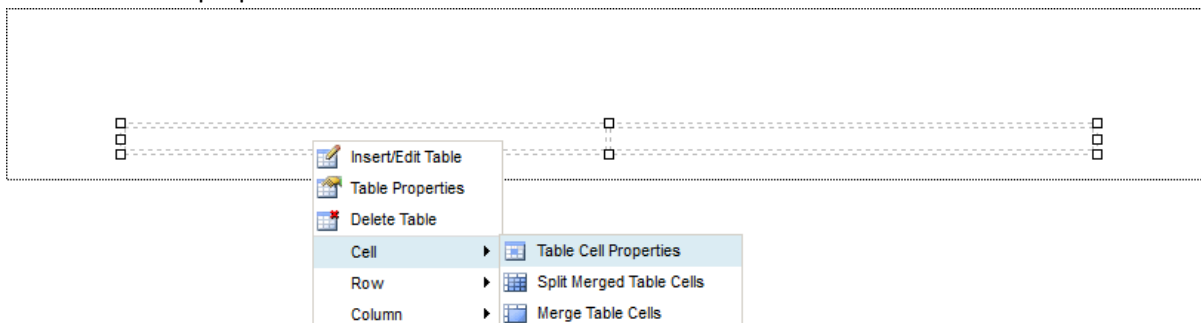 Insert/Edit Table
Table Properties
Delete Table
Cell
Table Cell Properties
Row
Split Merged Table Cells
Column
Merge Table Cells